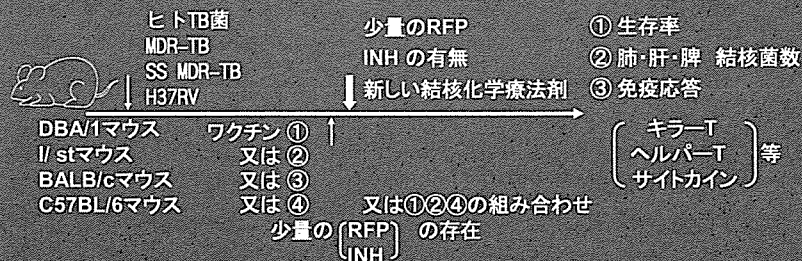 ヒトTB菌
MDR-TB
SS MDR-TB
H37RV
少量のRFP
INH の有無
新しい結核化学療法剤
① 生存率
② 肺・肝・脾 結核菌数
③ 免疫応答
キラーT
ヘルパーT
サイトカイン
等
DBA/1マウス
I/ stマウス
BALB/cマウス
C57BL/6マウス
ワクチン ①
又は ②
又は ③
又は ④
又は①②④の組み合わせ
少量の
RFP
INH
の存在